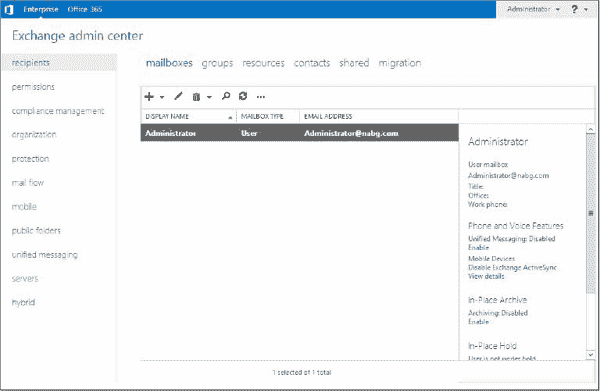 Enterprise Office 365 Administrator ?
Exchange admin center
recipients
permissions
compliance management
organization
protection
mail flow
mobile
public folders
unified messaging
servers
hybrid
mailboxes groups resources contacts shared migration
DISPLAY NAME MAILBOX TYPE EMAIL ADDRESS
Administrator User Administrator@nabg.com
Administrator
User mailbox
Administrator@nabg.com
Title:
Office:
Work phone:
Phone and Voice Features
Unified Messaging: Disabled
Enable
Mobile Devices
Disable Exchange ActiveSync
View details
In-Place Archive
Archiving: Disabled
Enable
In-Place Hold
User is not under hold
1 selected of 1 total